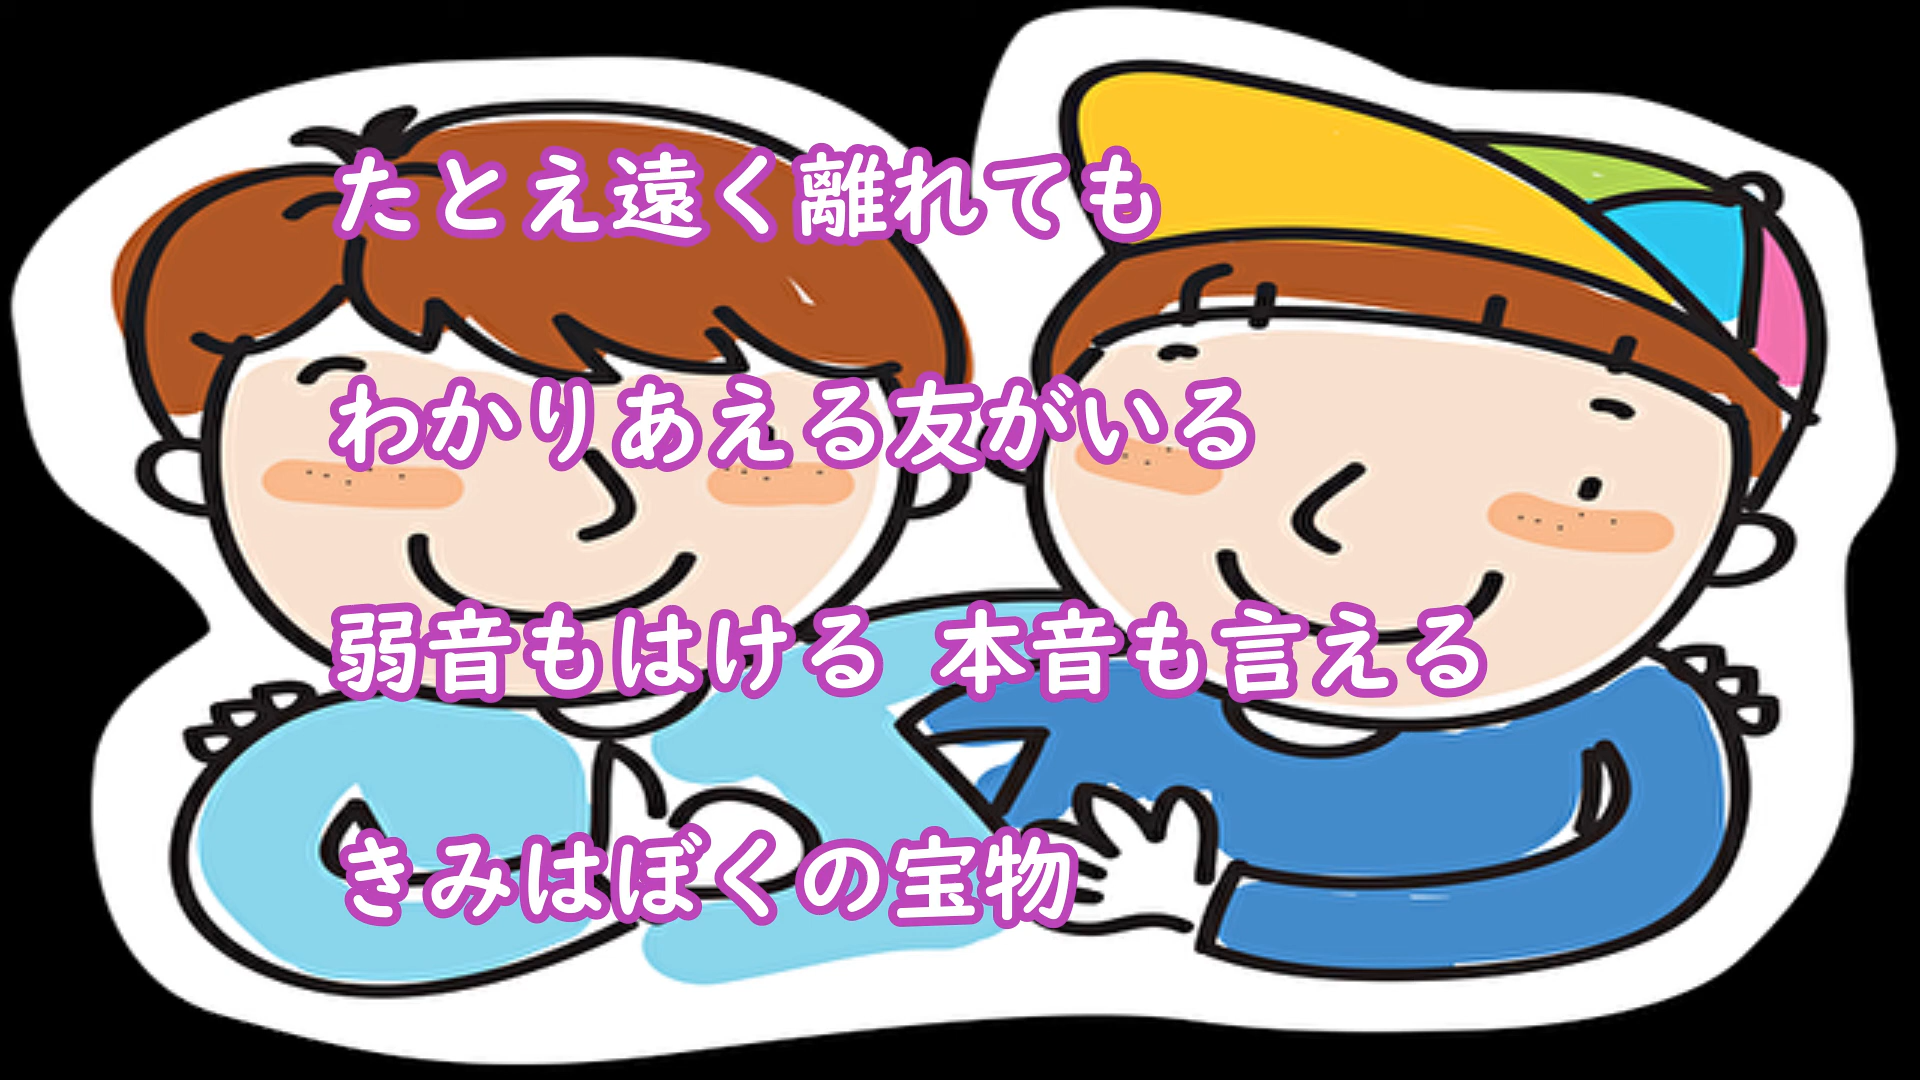 たとえ遠く離れても
わかりあえる友がいる
弱音もはける 本音も言える
きみはぼくの宝物